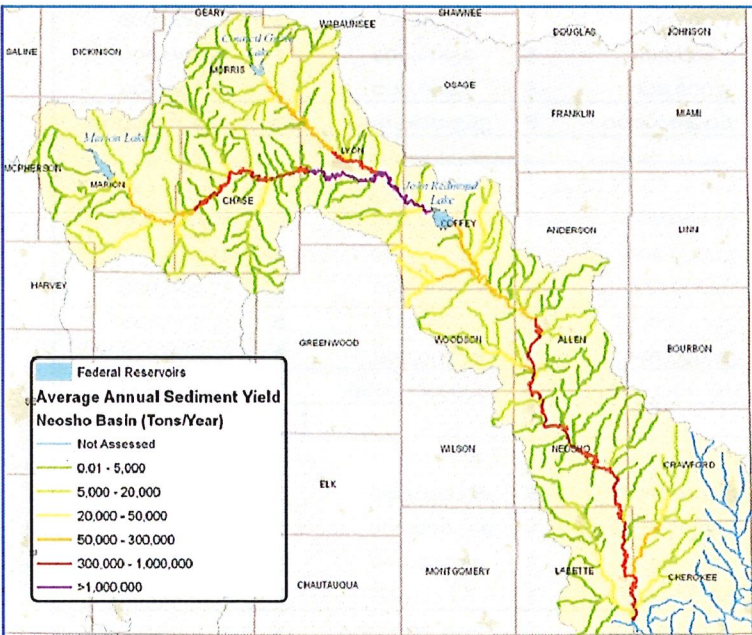 GEARY
WABAUNSEE
SHAWNEE
DOUGLAS
JOHNSON
SALINE
DICKINSON
Council Grove
Lake
MORRIS
OSAGE
FRANKLIN
MIAMI
Marion Lake
LYON
MCPHERSON
MARION
CHASE
John Redmond
Lake
COFFEY
ANDERSON
LINN
HARVEY
GREENWOOD
WOODSON
ALLEN
BOURBON
Federal Reservoirs
Average Annual Sediment Yield
Neosho Basin (Tons/Year)
Not Assessed
0.01 - 5,000
5,000 - 20,000
20,000 - 50,000
50,000 - 300,000
300,000 - 1,000,000
>1,000,000
WILSON
NEOSHO
CRAWFORD
ELK
CHAUTAUQUA
MONTGOMERY
LABETTE
CHEROKEE